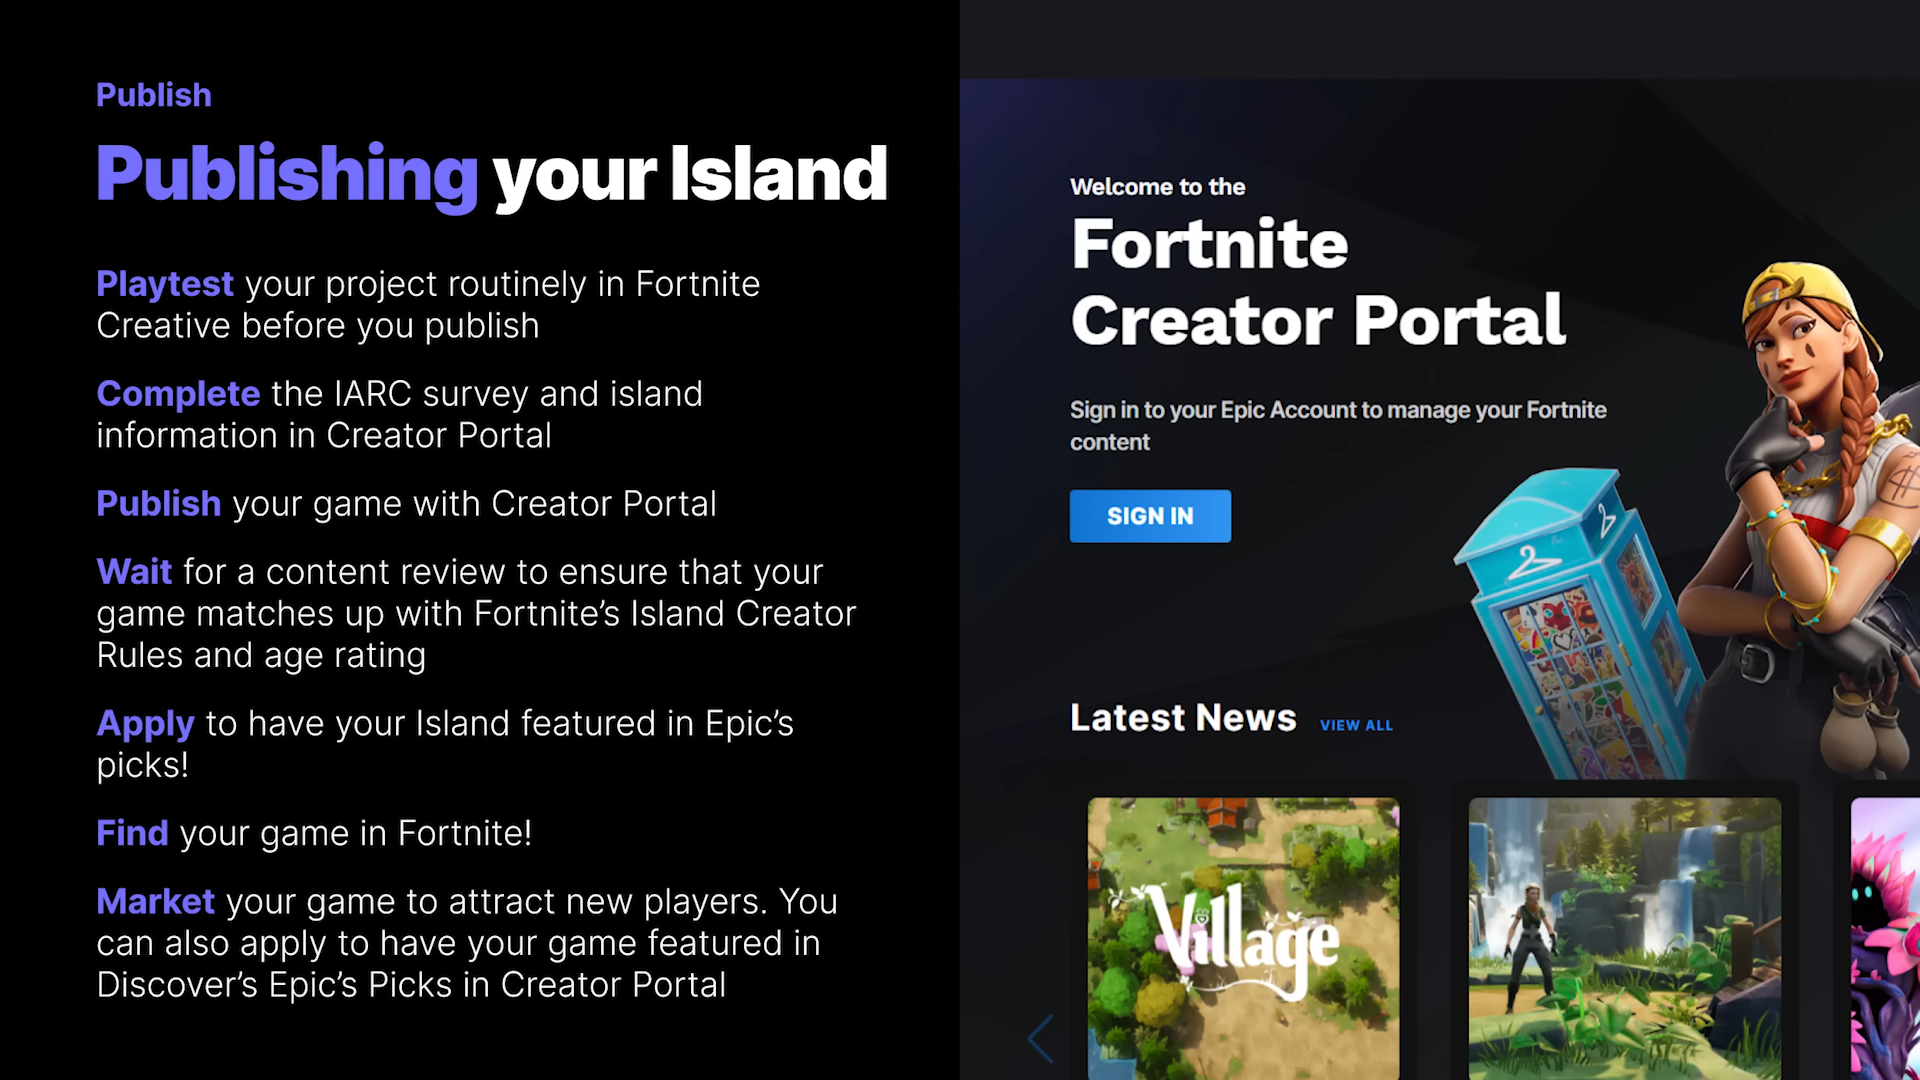 Publish
Publishing your Island
Playtest your project routinely in Fortnite
Creative before you publish
Complete the IARC survey and island
information in Creator Portal
Publish your game with Creator Portal
Wait for a content review to ensure that your
game matches up with Fortnite’s Island Creator
Rules and age rating
Apply to have your Island featured in Epic’s
picks!
Find your game in Fortnite!
Market your game to attract new players. You
can also apply to have your game featured in
Discover’s Epic’s Picks in Creator Portal
Welcome to the
Fortnite
Creator Portal
Sign in to your Epic Account to manage your Fortnite
content
SIGN IN
Latest News VIEW ALL
Village